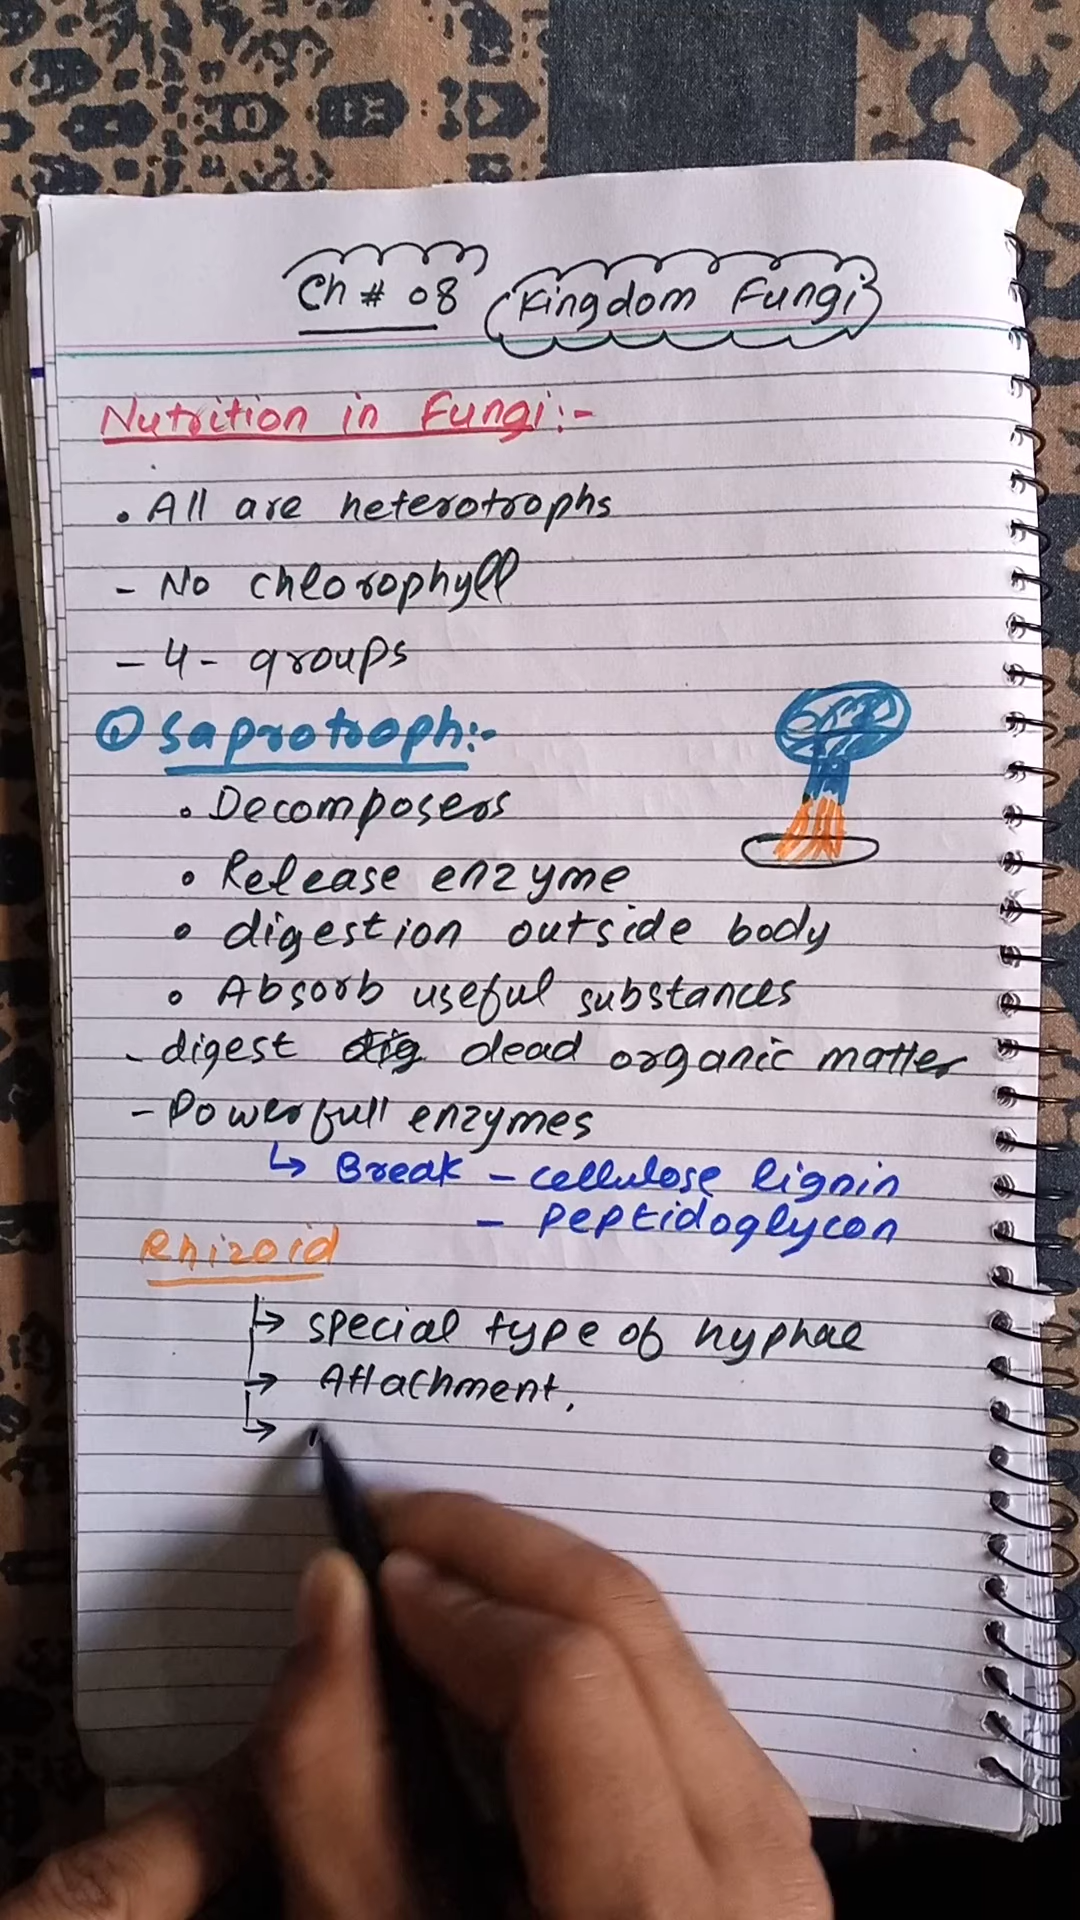 Ch # 08 Kingdom Fungi
Nutrition in Fungi:-
• All are heterotrophs
- No chlorophyll
- 4 - groups
① Saprotroph:-
• Decomposers
• Release enzyme
• digestion outside body
• Absorb useful substances
- digest dig dead organic matter
- Powerfull enzymes
↳ Break - cellulose lignin
- peptidoglycon
Rhizoid
↳ special type of hyphae
→ Attachment,
↳